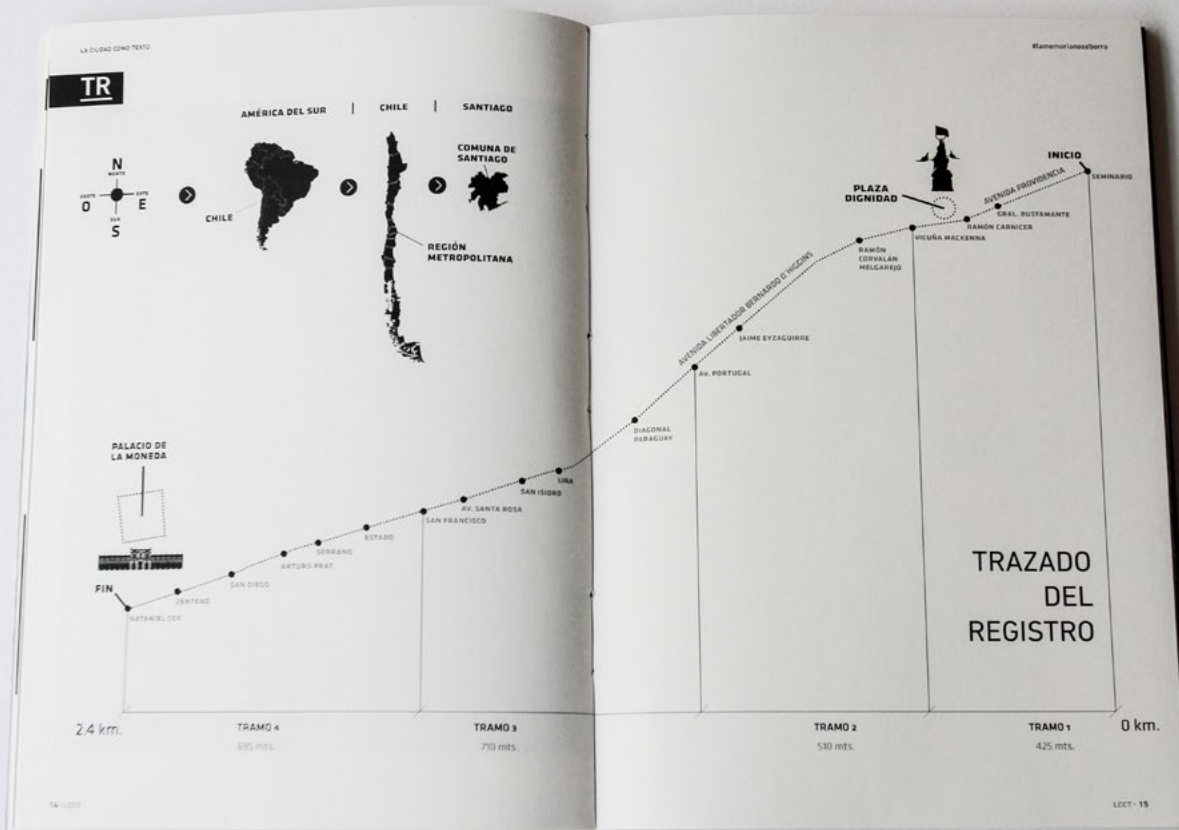 LA CIUDAD COMO TEXTO
TR
AMÉRICA DEL SUR | CHILE | SANTIAGO
N
NORTE
OESTE
O
ESTE
E
SUR
S
CHILE
REGIÓN
METROPOLITANA
COMUNA DE
SANTIAGO
PALACIO DE
LA MONEDA
FIN
NATANIEL COX
ZENTENO
SAN DIEGO
ARTURO PRAT
SERRANO
ESTADO
SAN FRANCISCO
AV. SANTA ROSA
SAN ISIDRO
LIRA
2.4 km.
TRAMO 4
695 mts.
TRAMO 3
710 mts.
14 · LCCT
#lamemorianoseborra
INICIO
SEMINARIO
AVENIDA PROVIDENCIA
GRAL. BUSTAMANTE
RAMÓN CARNICER
PLAZA
DIGNIDAD
VICUÑA MACKENNA
RAMÓN
CORVALÁN
MELGAREJO
AVENIDA LIBERTADOR BERNARDO O'HIGGINS
JAIME EYZAGUIRRE
AV. PORTUGAL
DIAGONAL
PARAGUAY
TRAZADO
DEL
REGISTRO
TRAMO 2
510 mts.
TRAMO 1
425 mts.
0 km.
LCCT · 15